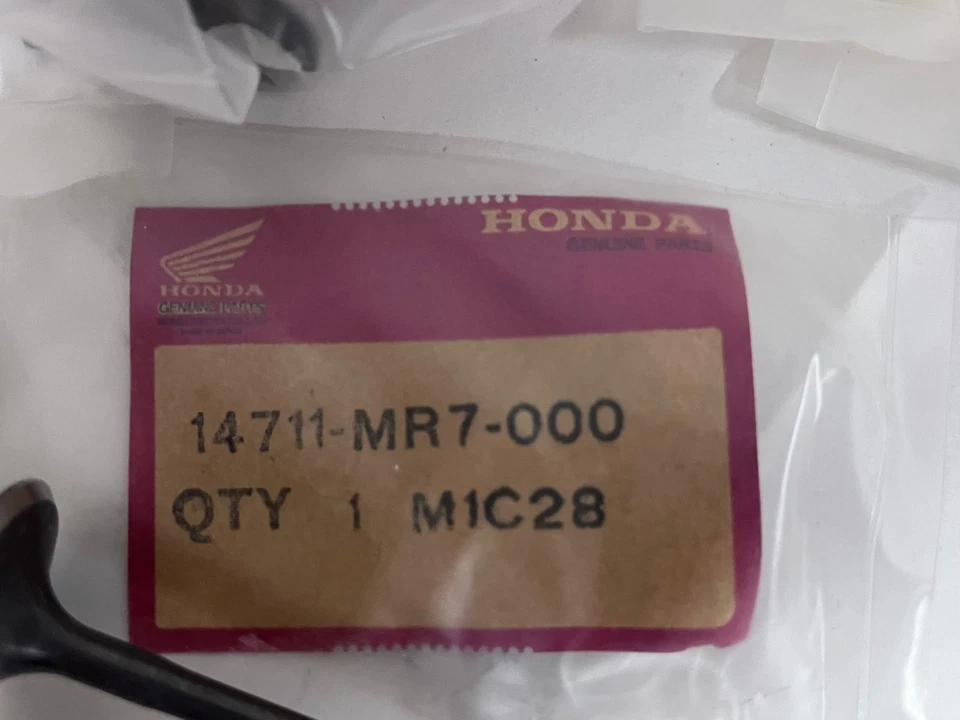 HONDA
GENUINE PARTS
HONDA
GENUINE PARTS
14711-MR7-000
QTY 1 M1C28